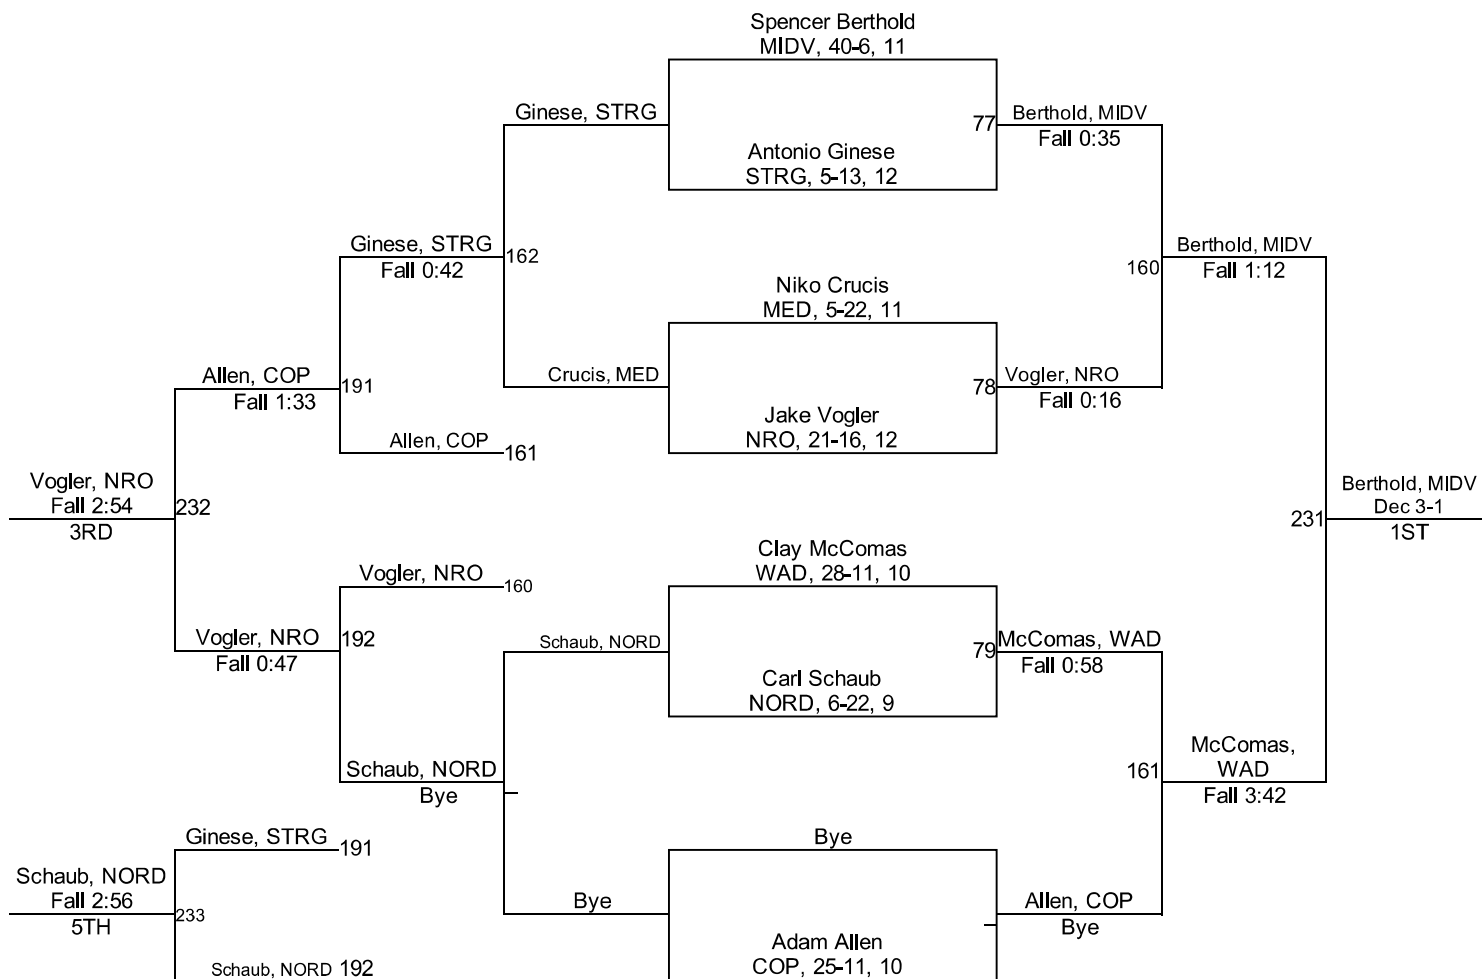 Spencer Berthold
MIDV, 40-6, 11
Ginese, STRG
77
Berthold, MIDV
Fall 0:35
Antonio Ginese
STRG, 5-13, 12
Ginese, STRG
Fall 0:42
162
160
Berthold, MIDV
Fall 1:12
Niko Crucis
MED, 5-22, 11
Allen, COP
Fall 1:33
191
Crucis, MED
78
Vogler, NRO
Fall 0:16
Jake Vogler
NRO, 21-16, 12
Allen, COP
161
Vogler, NRO
Fall 2:54
3RD
232
231
Berthold, MIDV
Dec 3-1
1ST
Clay McComas
WAD, 28-11, 10
Vogler, NRO
160
Vogler, NRO
Fall 0:47
192
Schaub, NORD
79
McComas, WAD
Fall 0:58
Carl Schaub
NORD, 6-22, 9
Schaub, NORD
Bye
161
McComas,
WAD
Fall 3:42
Ginese, STRG
191
Bye
Schaub, NORD
Fall 2:56
5TH
233
Bye
Allen, COP
Bye
Adam Allen
COP, 25-11, 10
Schaub, NORD
192